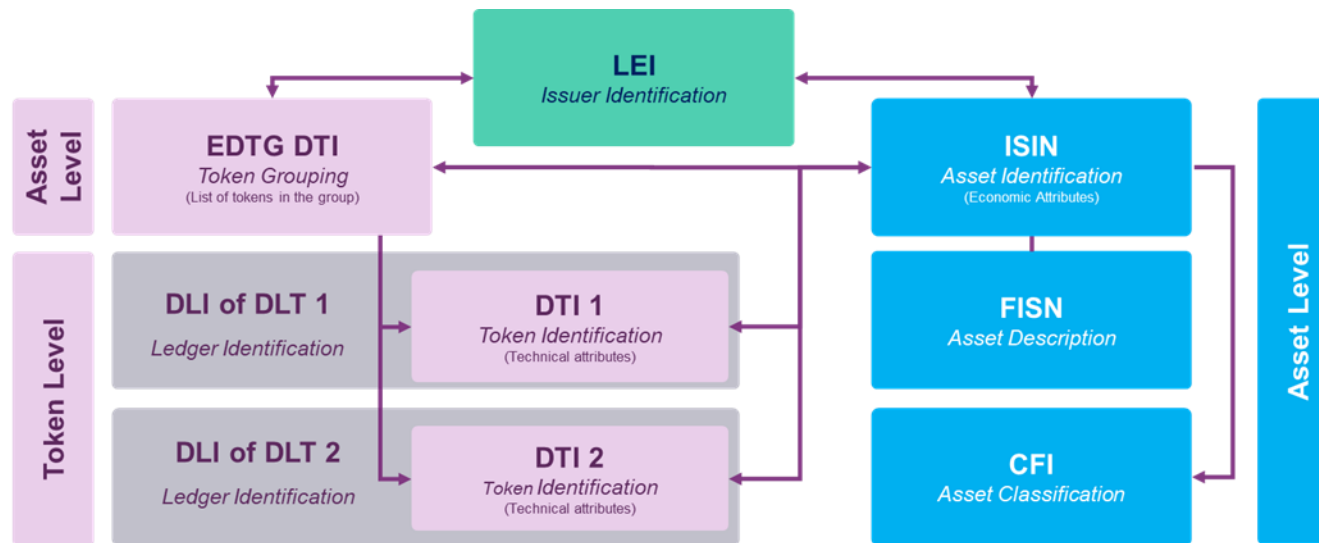 LEI
Issuer Identification
Asset
Level
EDTG DTI
Token Grouping
(List of tokens in the group)
ISIN
Asset Identification
(Economic Attributes)
Token Level
DLI of DLT 1
Ledger Identification
DTI 1
Token Identification
(Technical attributes)
FISN
Asset Description
DLI of DLT 2
Ledger Identification
DTI 2
Token Identification
(Technical attributes)
CFI
Asset Classification
Asset Level